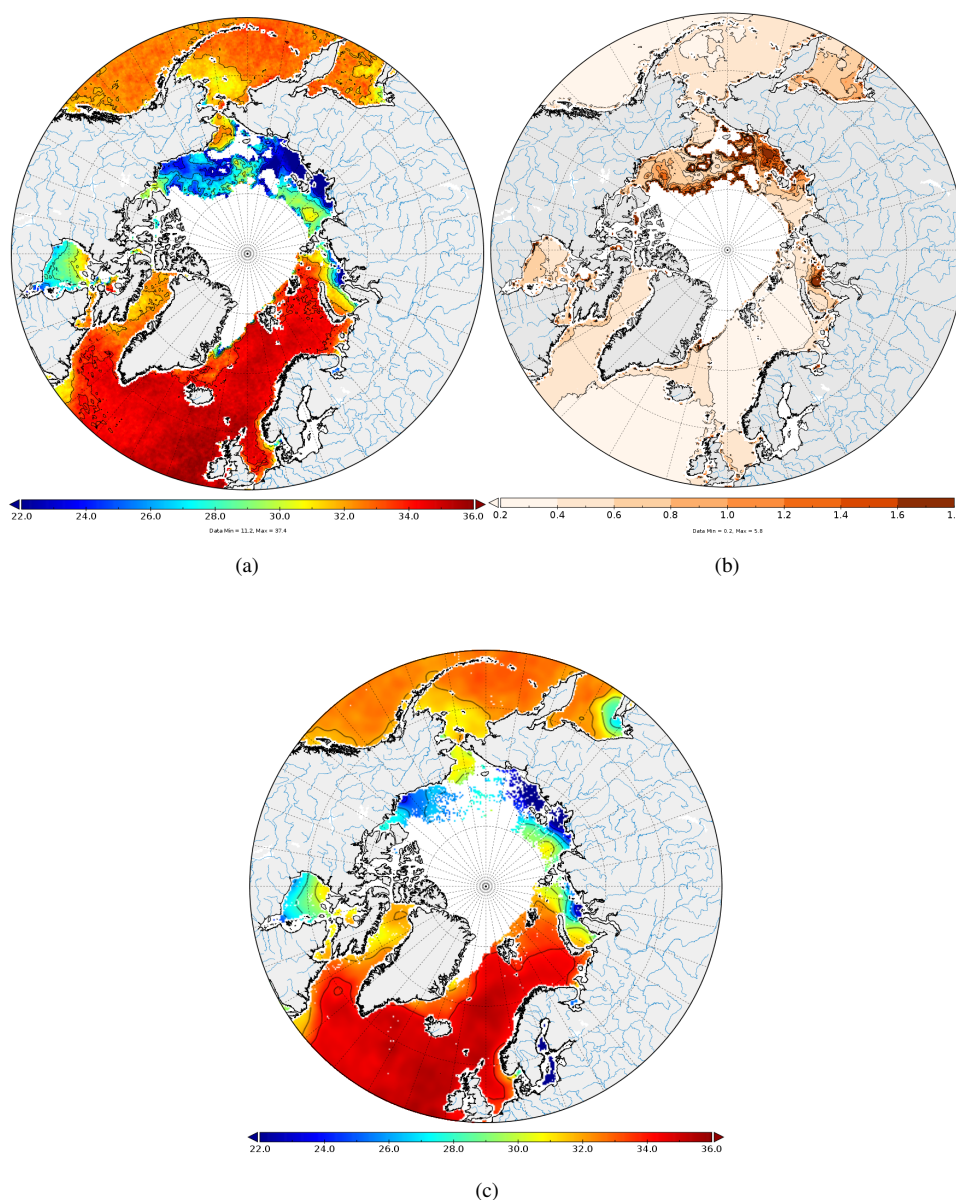 22.0 24.0 26.0 28.0 30.0 32.0 34.0 36.0
Data Min = 11.2, Max = 37.4
(a)
0.2 0.4 0.6 0.8 1.0 1.2 1.4 1.6 1.
Data Min = 0.2, Max = 5.8
(b)
22.0 24.0 26.0 28.0 30.0 32.0 34.0 36.0
(c)